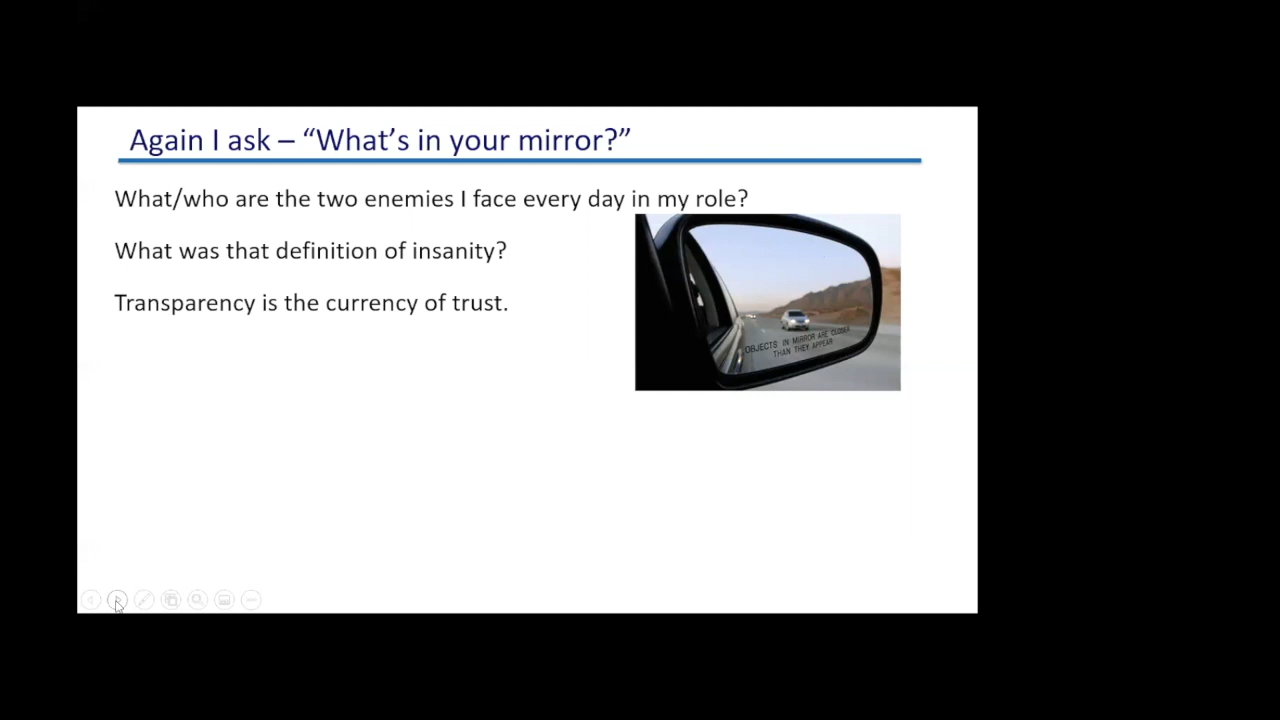 Again I ask – “What’s in your mirror?”
What/who are the two enemies I face every day in my role?
What was that definition of insanity?
Transparency is the currency of trust.
OBJECTS IN MIRROR ARE CLOSER
THAN THEY APPEAR